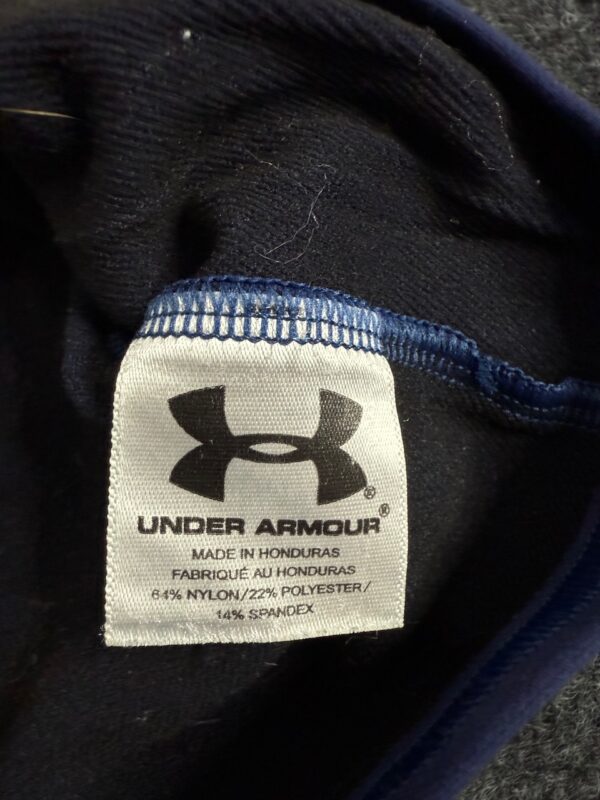 ®
UNDER ARMOUR®
MADE IN HONDURAS
FABRIQUÉ AU HONDURAS
64% NYLON/22% POLYESTER/
14% SPANDEX